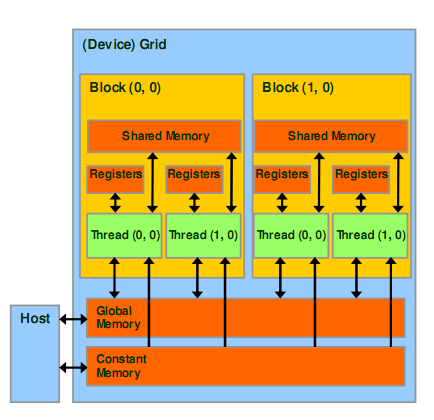 (Device) Grid
Block (0, 0)
Block (1, 0)
Shared Memory
Shared Memory
Registers
Registers
Registers
Registers
Thread (0, 0)
Thread (1, 0)
Thread (0, 0)
Thread (1, 0)
Host
Global
Memory
Constant
Memory